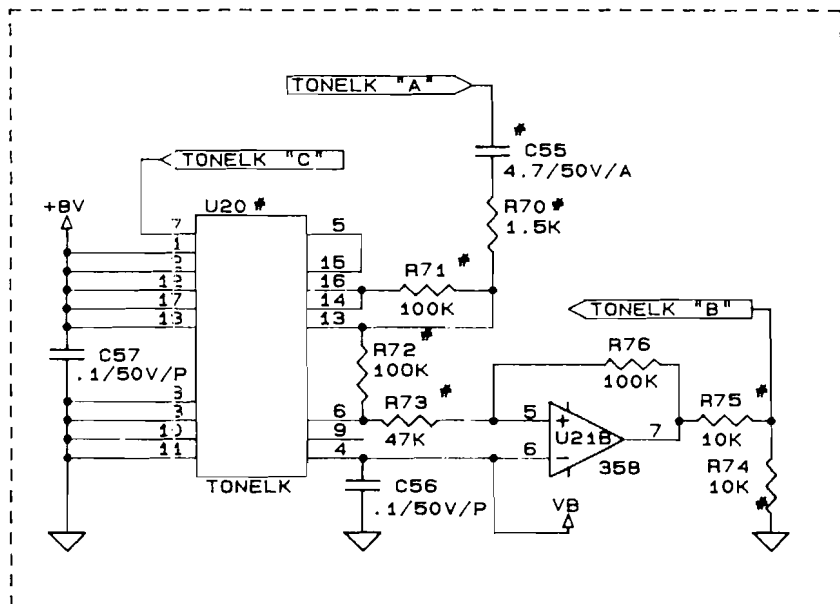 TONELK "A"
#
C55
4.7/50V/A
TONELK "C"
+8V
U20 #
R70 #
1.5K
7
5
1
15
R71 #
12
16
100K
17
14
TONELK "B"
13
13
#
R72
100K
R76
100K
C57
.1/50V/P
R73 #
R75 #
3
6
5
+
7
10
9
47K
U21B
10K
11
4
6
-
358
R74
10K
#
TONELK
C56
.1/50V/P
VB